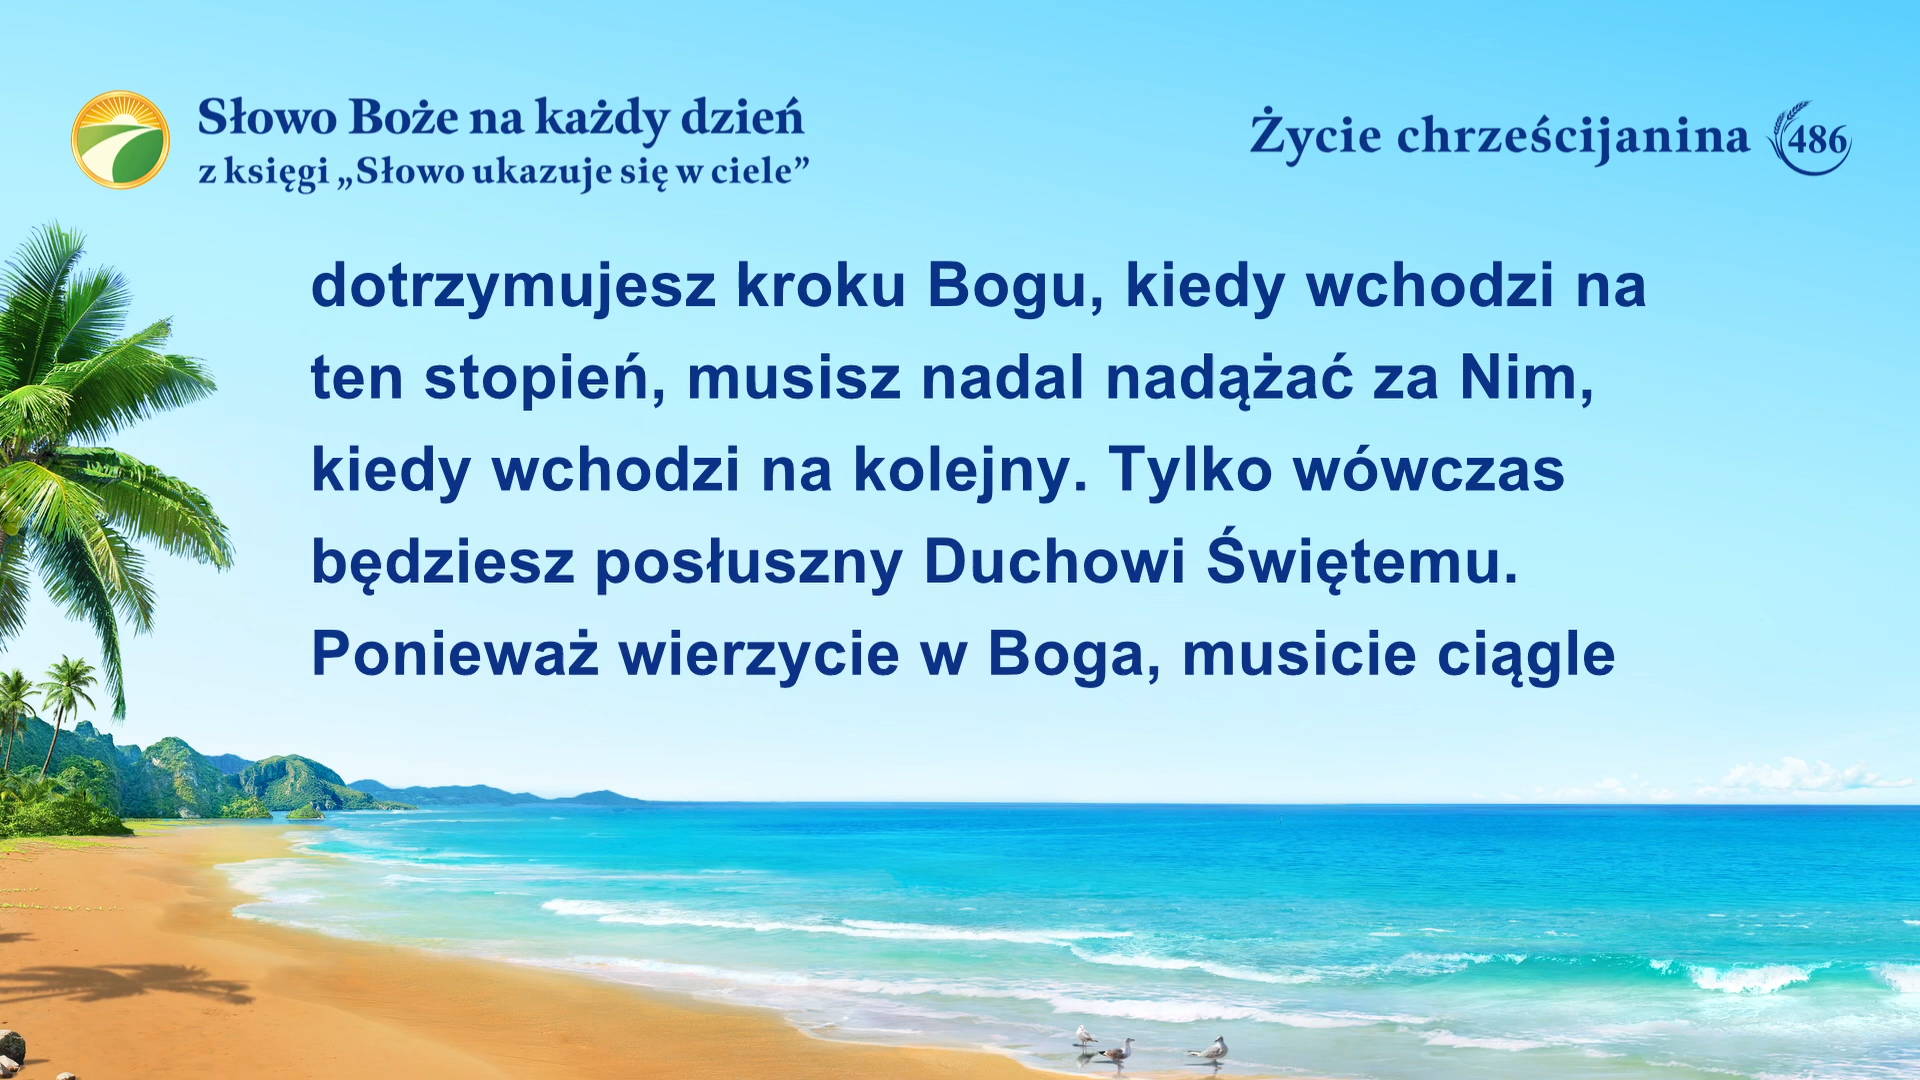 Słowo Boże na każdy dzień
z księgi „Słowo ukazuje się w ciele”
Życie chrześcijanina 486
dotrzymujesz kroku Bogu, kiedy wchodzi na
ten stopień, musisz nadal nadążać za Nim,
kiedy wchodzi na kolejny. Tylko wówczas
będziesz posłuszny Duchowi Świętemu.
Ponieważ wierzycie w Boga, musicie ciągle